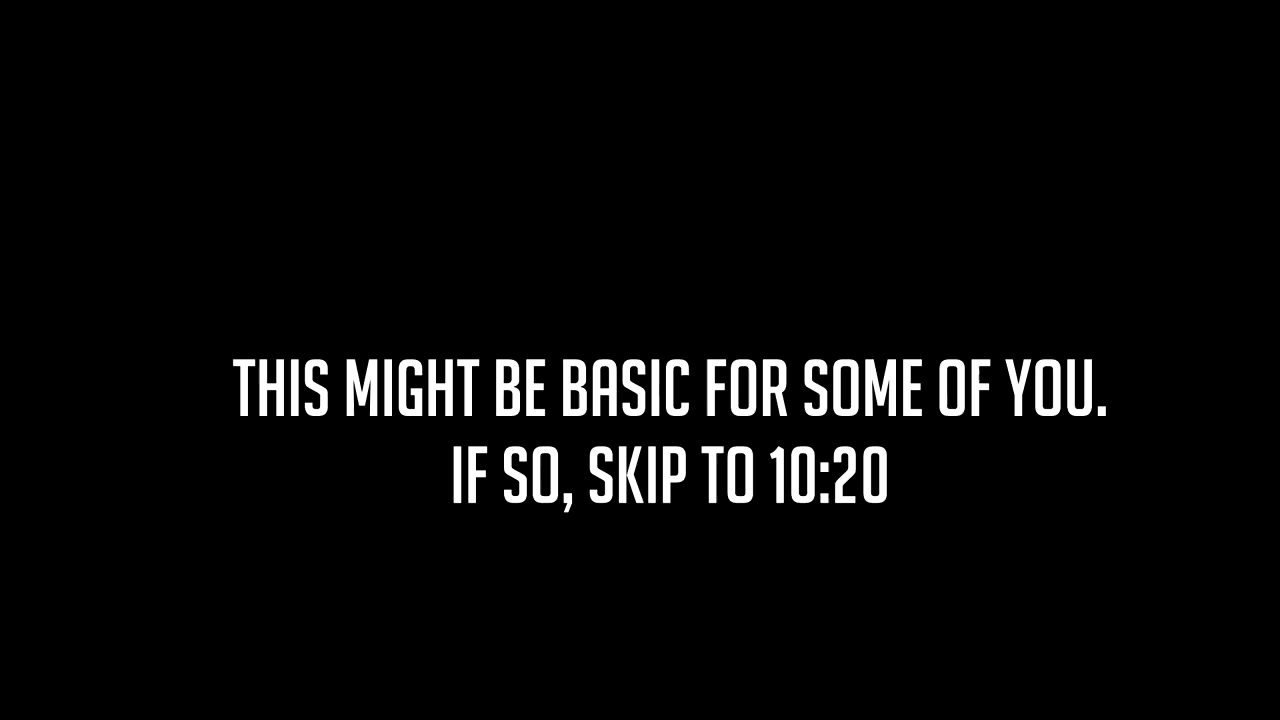 THIS MIGHT BE BASIC FOR SOME OF YOU.
IF SO, SKIP TO 10:20